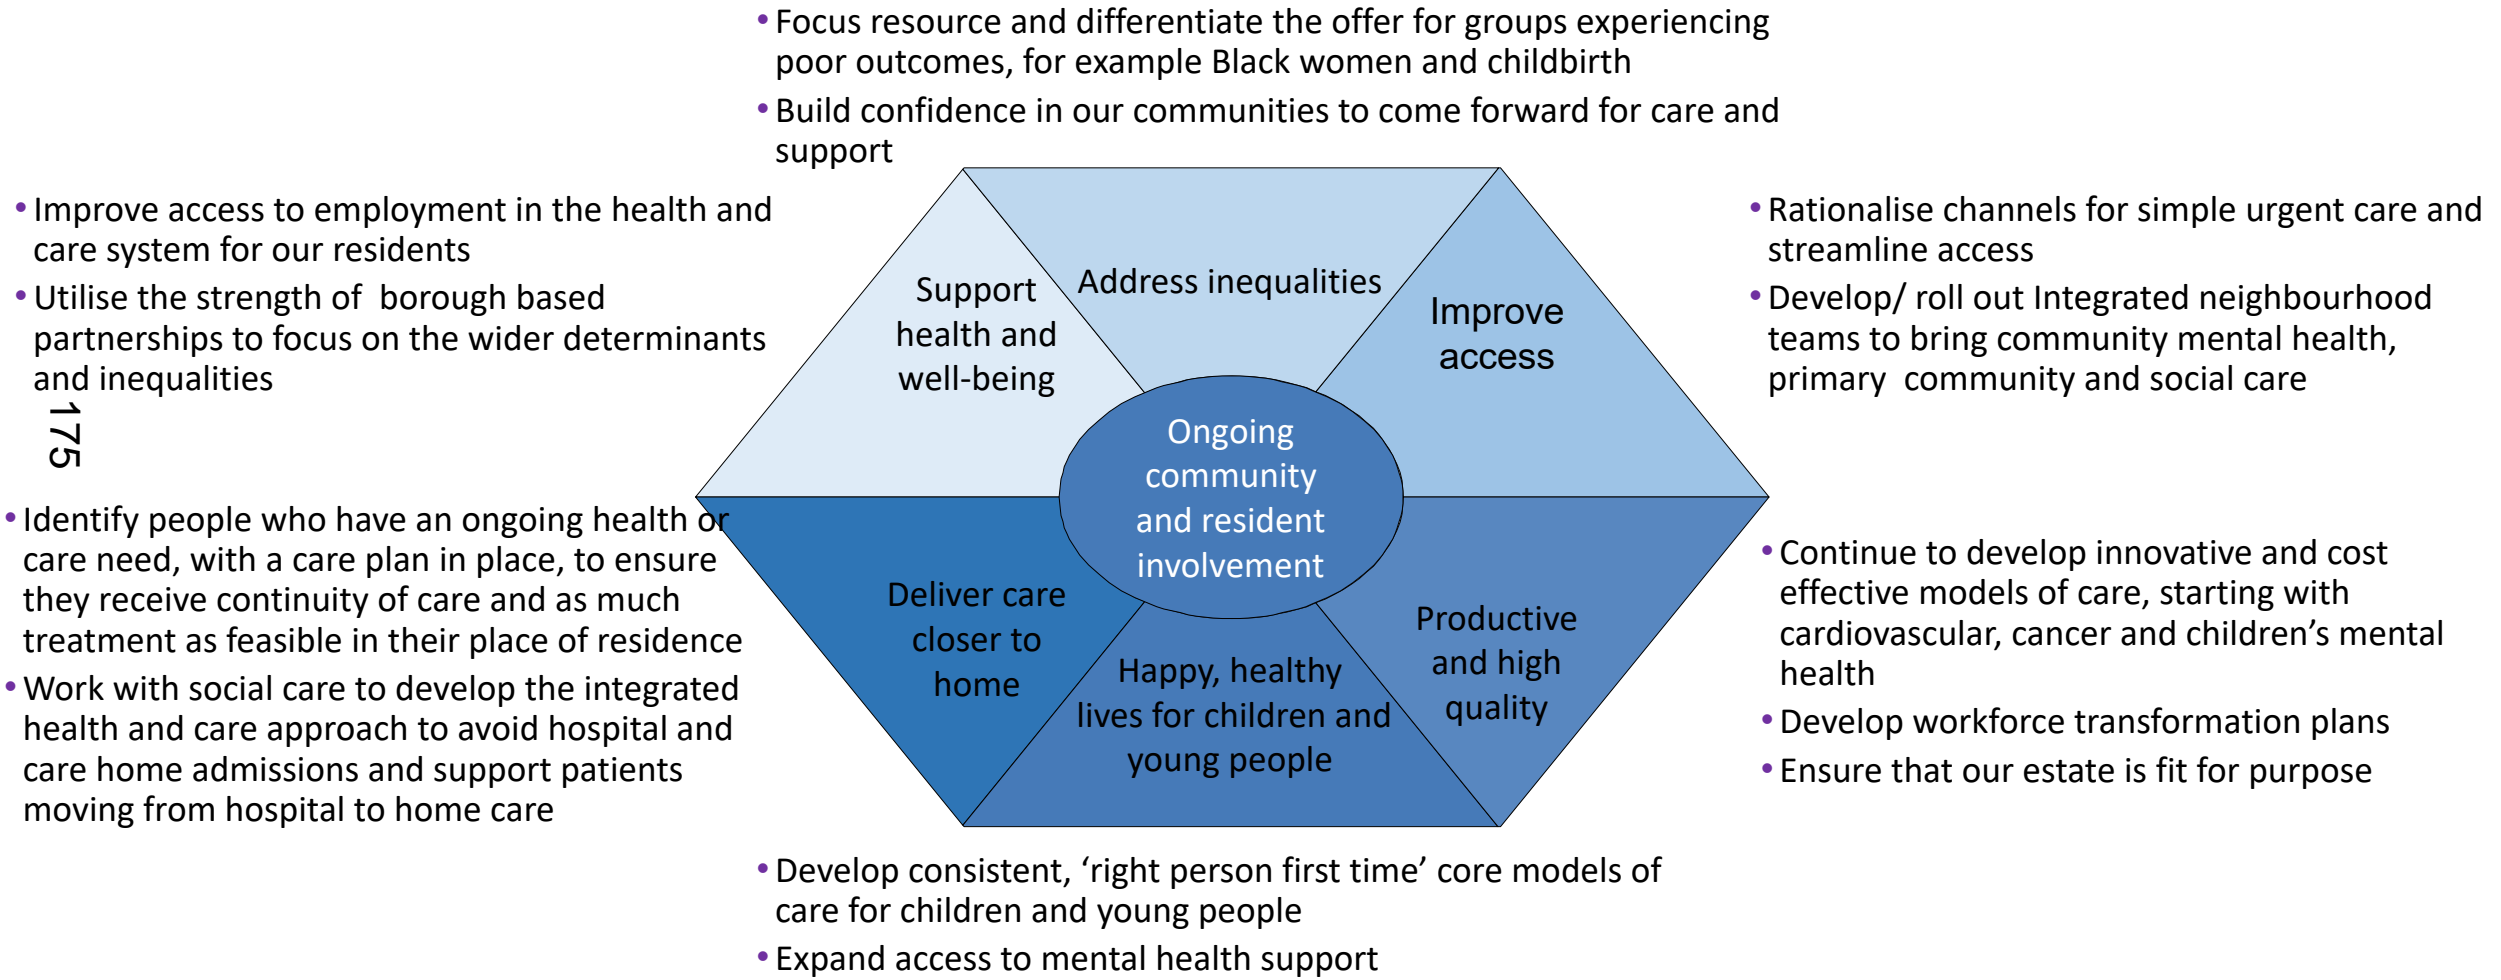 • Focus resource and differentiate the offer for groups experiencing
poor outcomes, for example Black women and childbirth
• Build confidence in our communities to come forward for care and
support
• Improve access to employment in the health and
care system for our residents
• Utilise the strength of  borough based
partnerships to focus on the wider determinants
and inequalities
175
• Identify people who have an ongoing health or
care need, with a care plan in place, to ensure
they receive continuity of care and as much
treatment as feasible in their place of residence
• Work with social care to develop the integrated
health and care approach to avoid hospital and
care home admissions and support patients
moving from hospital to home care
Support
health and
well-being
Address inequalities
Improve
access
Ongoing
community
and resident
involvement
Deliver care
closer to
home
Happy, healthy
lives for children and
young people
Productive
and high
quality
• Rationalise channels for simple urgent care and
streamline access
• Develop/ roll out Integrated neighbourhood
teams to bring community mental health,
primary  community and social care
• Continue to develop innovative and cost
effective models of care, starting with
cardiovascular, cancer and children’s mental
health
• Develop workforce transformation plans
• Ensure that our estate is fit for purpose
• Develop consistent, ‘right person first time’ core models of
care for children and young people
• Expand access to mental health support